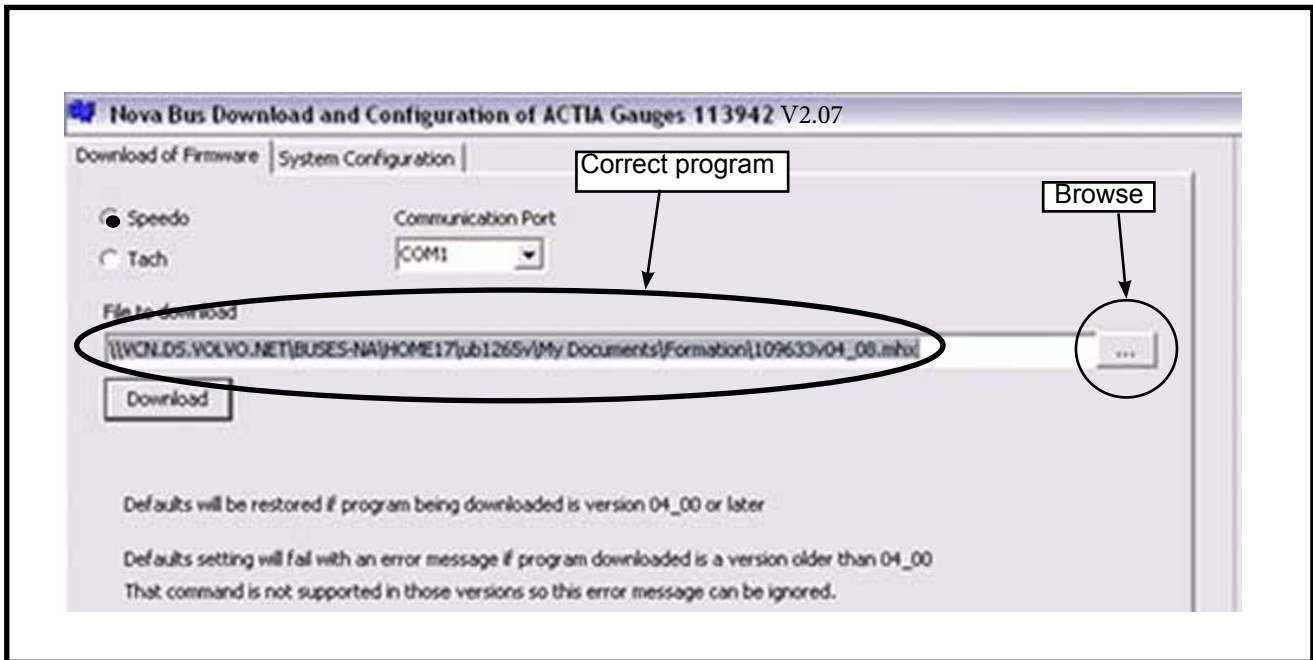 Nova Bus Download and Configuration of ACTIA Gauges 113942 V2.07
Download of Firmware System Configuration
Correct program
Browse
Speedo
Communication Port
Tach
COM1
File to download
\\VCN.DS.VOLVO.NET\BUSES-NA\HOME17\ub1265v\My Documents\Formation\109633v04_08.mhx
...
Download
Defaults will be restored if program being downloaded is version 04_00 or later
Defaults setting will fail with an error message if program downloaded is a version older than 04_00
That command is not supported in those versions so this error message can be ignored.